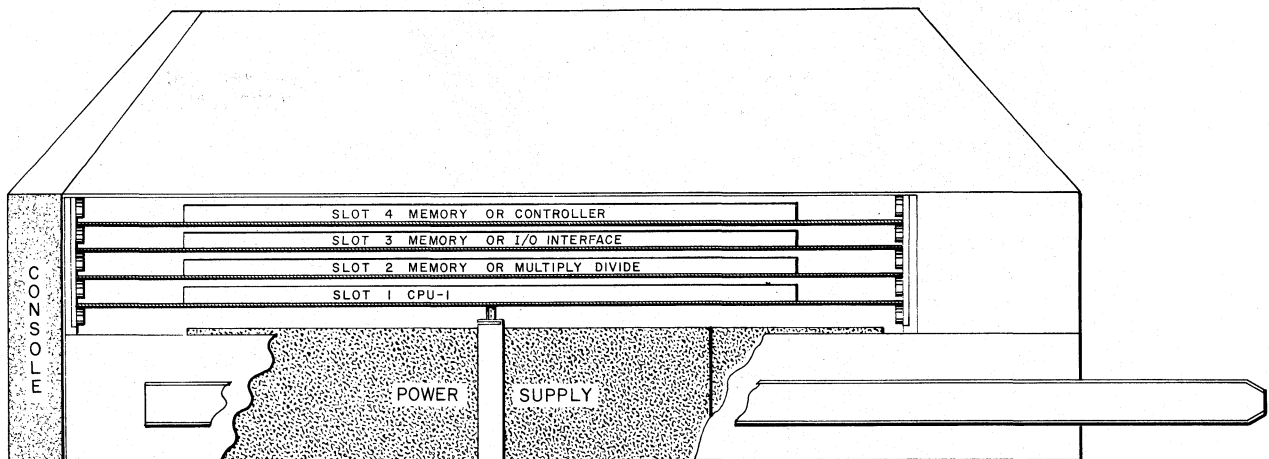 SLOT 4 MEMORY OR CONTROLLER
SLOT 3 MEMORY OR I/O INTERFACE
SLOT 2 MEMORY OR MULTIPLY DIVIDE
SLOT 1 CPU-1
CONSOLE
POWER SUPPLY